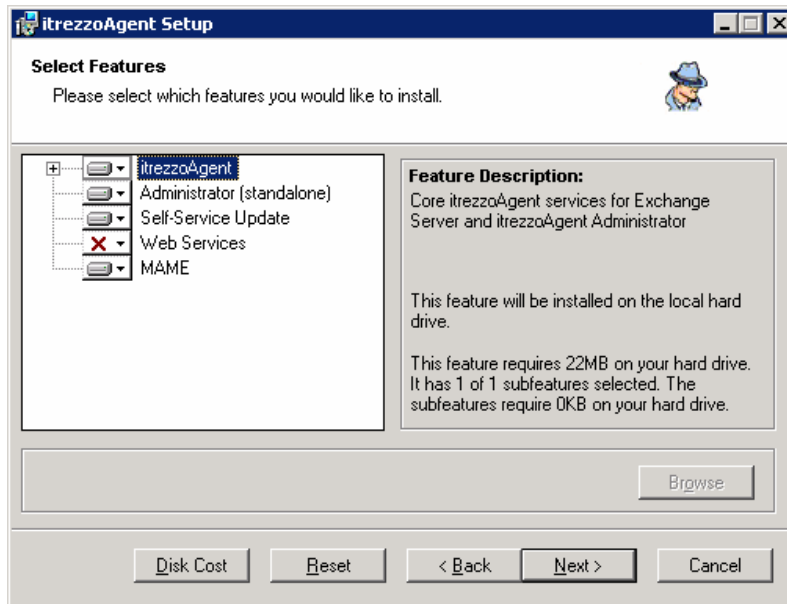 itrezzoAgent Setup
Select Features
Please select which features you would like to install.
itrezzoAgent
Administrator (standalone)
Self-Service Update
Web Services
MAME
Feature Description:
Core itrezzoAgent services for Exchange
Server and itrezzoAgent Administrator
This feature will be installed on the local hard
drive.
This feature requires 22MB on your hard drive.
It has 1 of 1 subfeatures selected. The
subfeatures require 0KB on your hard drive.
Browse
Disk Cost
Reset
< Back
Next >
Cancel